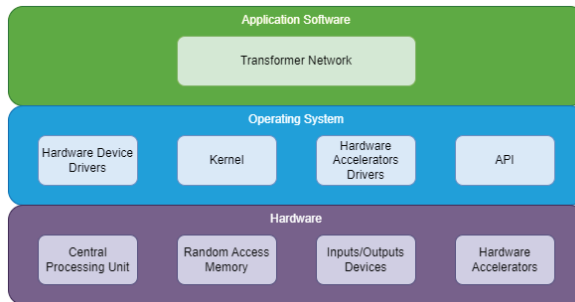 Application Software
Transformer Network
Operating System
Hardware Device
Drivers
Kernel
Hardware
Accelerators
Drivers
API
Hardware
Central
Processing Unit
Random Access
Memory
Inputs/Outputs
Devices
Hardware
Accelerators